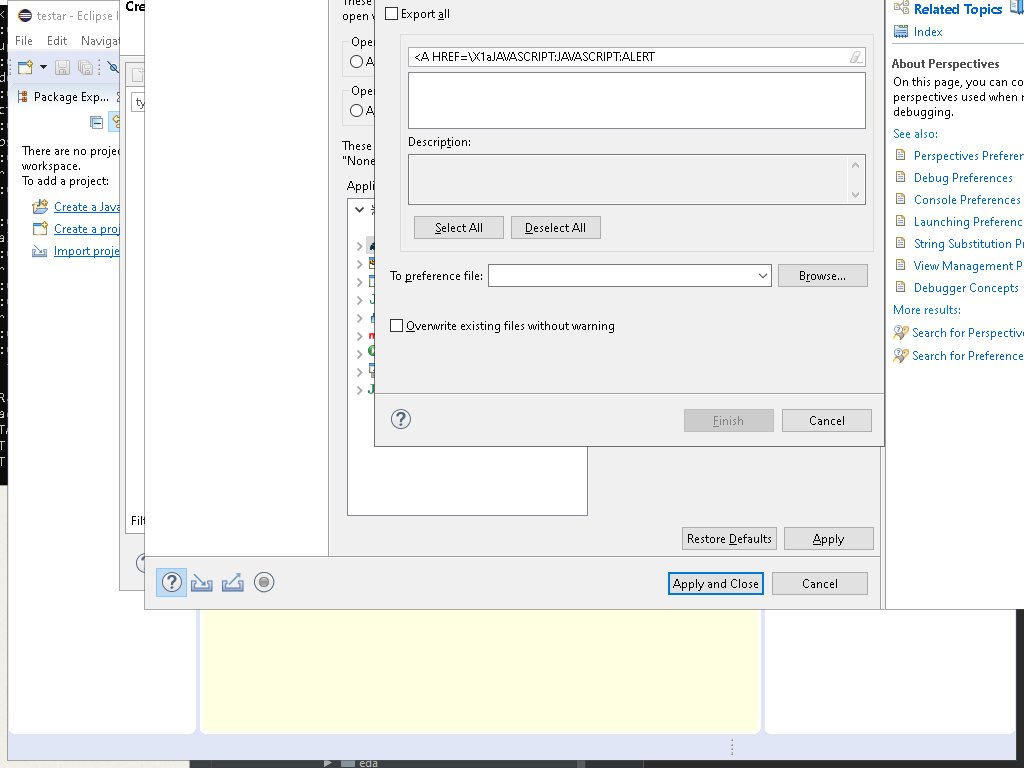 testar - Eclipse I
File Edit Navigat
Package Exp...
There are no proje
workspace.
To add a project:
Create a Java
Create a proj
Import proje
Cre
ty
Filt
These
open v
Open
A
Open
A
These
"None
Appli
Export all
<A HREF=\X1aJAVASCRIPT:JAVASCRIPT:ALERT
Description:
Select All
Deselect All
To preference file:
Browse...
Overwrite existing files without warning
Finish
Cancel
Restore Defaults
Apply
Apply and Close
Cancel
Related Topics
Index
About Perspectives
On this page, you can co
perspectives used when r
debugging.
See also:
Perspectives Preferen
Debug Preferences
Console Preferences
Launching Preferenc
String Substitution Pr
View Management P
Debugger Concepts
More results:
Search for Perspective
Search for Preference
eda